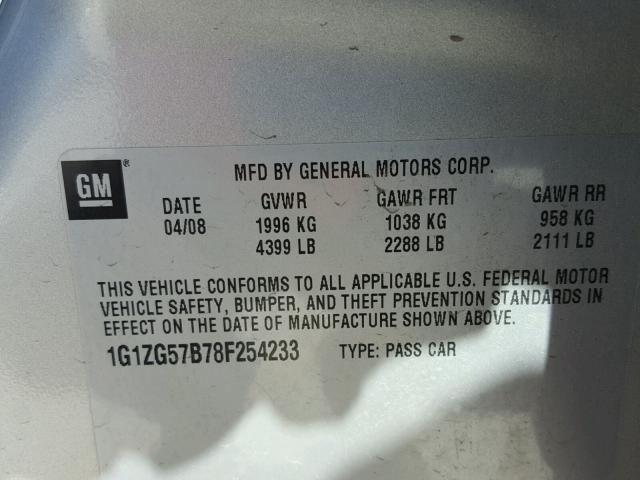 GM ®
MFD BY GENERAL MOTORS CORP.
DATE GVWR GAWR FRT GAWR RR
04/08 1996 KG 1038 KG 958 KG
4399 LB 2288 LB 2111 LB
THIS VEHICLE CONFORMS TO ALL APPLICABLE U.S. FEDERAL MOTOR
VEHICLE SAFETY, BUMPER, AND THEFT PREVENTION STANDARDS IN
EFFECT ON THE DATE OF MANUFACTURE SHOWN ABOVE.
1G1ZG57B78F254233 TYPE: PASS CAR